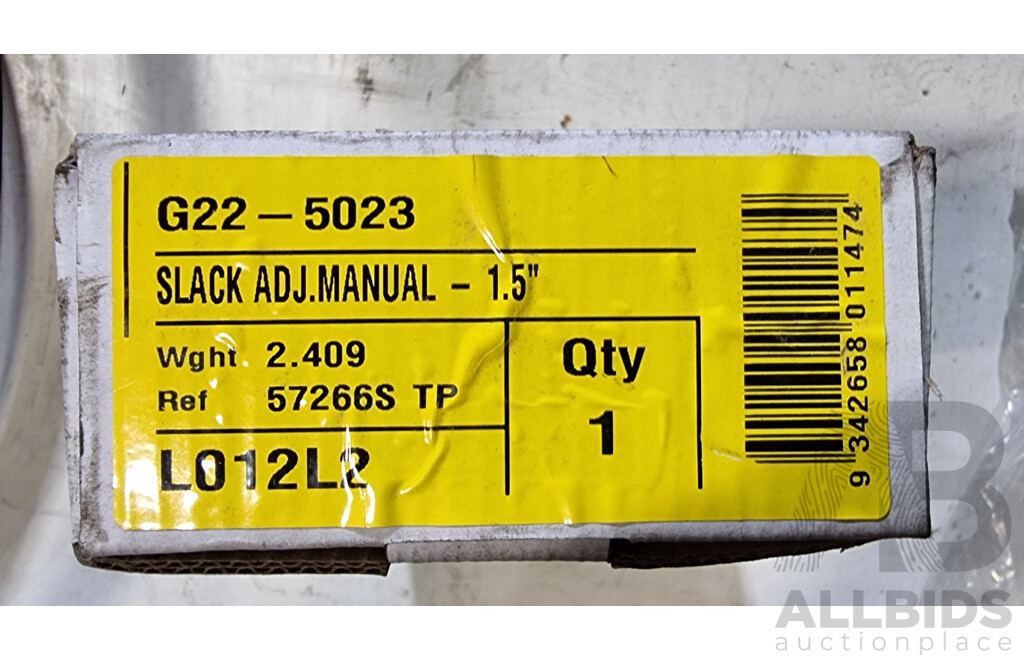 G22 – 5023
SLACK ADJ.MANUAL – 1.5"
Wght 2.409
Ref 57266S TP
Qty
1
L012L2
9 342658 011474
B
ALLBIDS
auctionplace